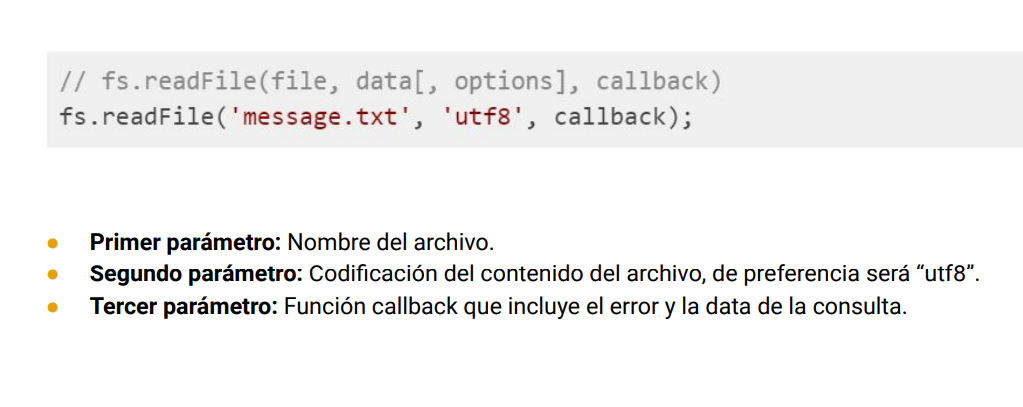 // fs.readFile(file, data[, options], callback)
fs.readFile('message.txt', 'utf8', callback);
● Primer parámetro: Nombre del archivo.
● Segundo parámetro: Codificación del contenido del archivo, de preferencia será “utf8”.
● Tercer parámetro: Función callback que incluye el error y la data de la consulta.